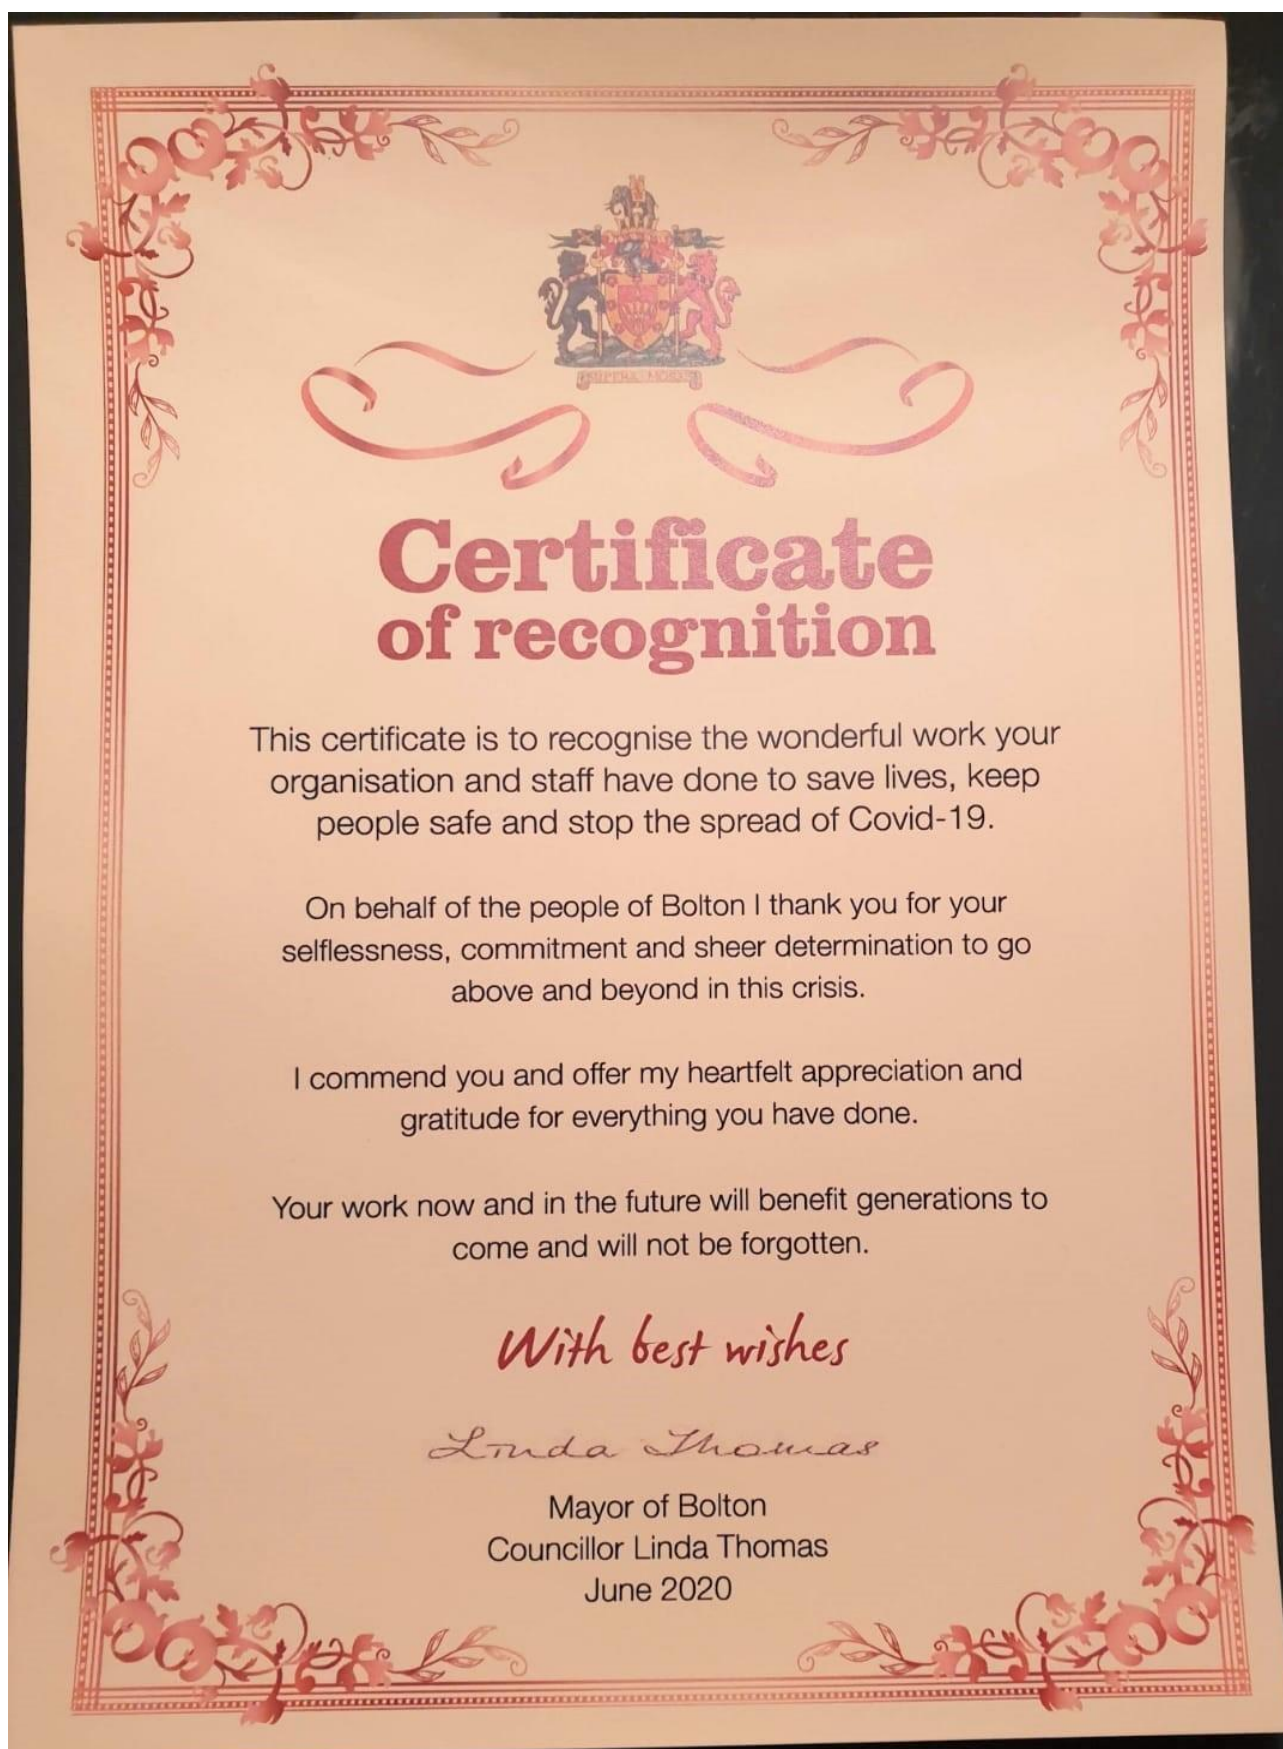 SUPERA MORAS
Certificate
of recognition
This certificate is to recognise the wonderful work your
organisation and staff have done to save lives, keep
people safe and stop the spread of Covid-19.
On behalf of the people of Bolton I thank you for your
selflessness, commitment and sheer determination to go
above and beyond in this crisis.
I commend you and offer my heartfelt appreciation and
gratitude for everything you have done.
Your work now and in the future will benefit generations to
come and will not be forgotten.
With best wishes
Linda Thomas
Mayor of Bolton
Councillor Linda Thomas
June 2020